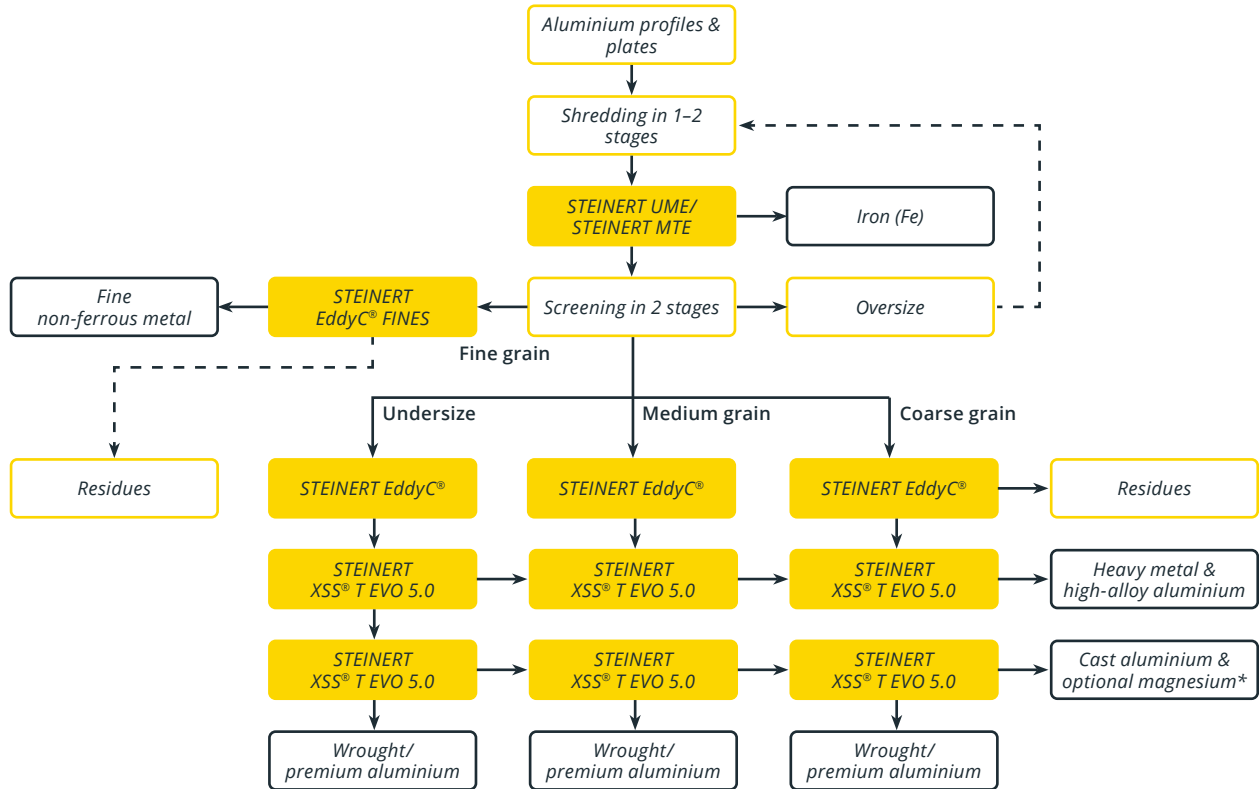 Aluminium profiles &
plates
Shredding in 1–2
stages
STEINERT UME/
STEINERT MTE
Iron (Fe)
Fine
non-ferrous metal
STEINERT
EddyC® FINES
Screening in 2 stages
Oversize
Fine grain
Undersize
Medium grain
Coarse grain
Residues
STEINERT EddyC®
STEINERT EddyC®
STEINERT EddyC®
Residues
STEINERT
XSS® T EVO 5.0
STEINERT
XSS® T EVO 5.0
STEINERT
XSS® T EVO 5.0
Heavy metal &
high-alloy aluminium
STEINERT
XSS® T EVO 5.0
STEINERT
XSS® T EVO 5.0
STEINERT
XSS® T EVO 5.0
Cast aluminium &
optional magnesium*
Wrought/
premium aluminium
Wrought/
premium aluminium
Wrought/
premium aluminium